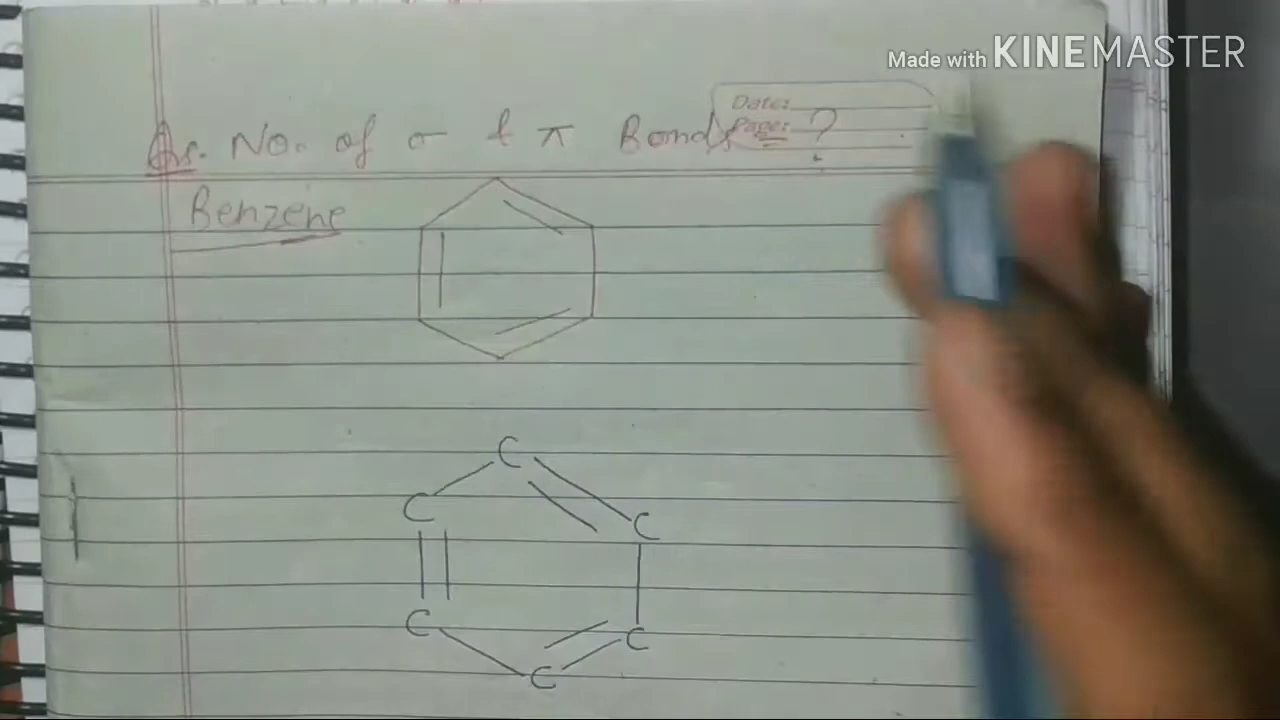 Made with KINEMASTER
Date:
Page:
Qs. No. of σ & π Bonds ?
Benzene
C
C
C
C
C
C